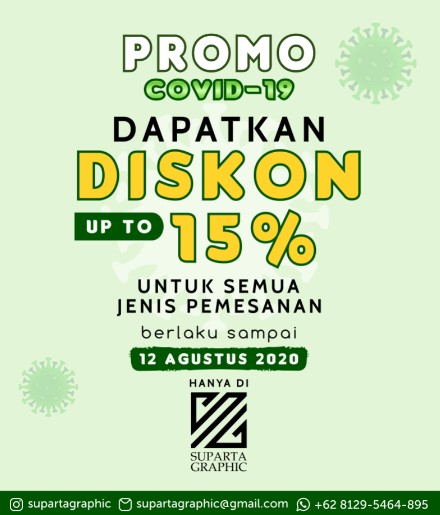 PROMO
COVID-19
DAPATKAN
DISKON
UP TO 15%
UNTUK SEMUA
JENIS PEMESANAN
berlaku sampai
12 AGUSTUS 2020
HANYA DI
SUPARTA
GRAPHIC
supartagraphic supartagraphic@gmail.com +62 8129-5464-895